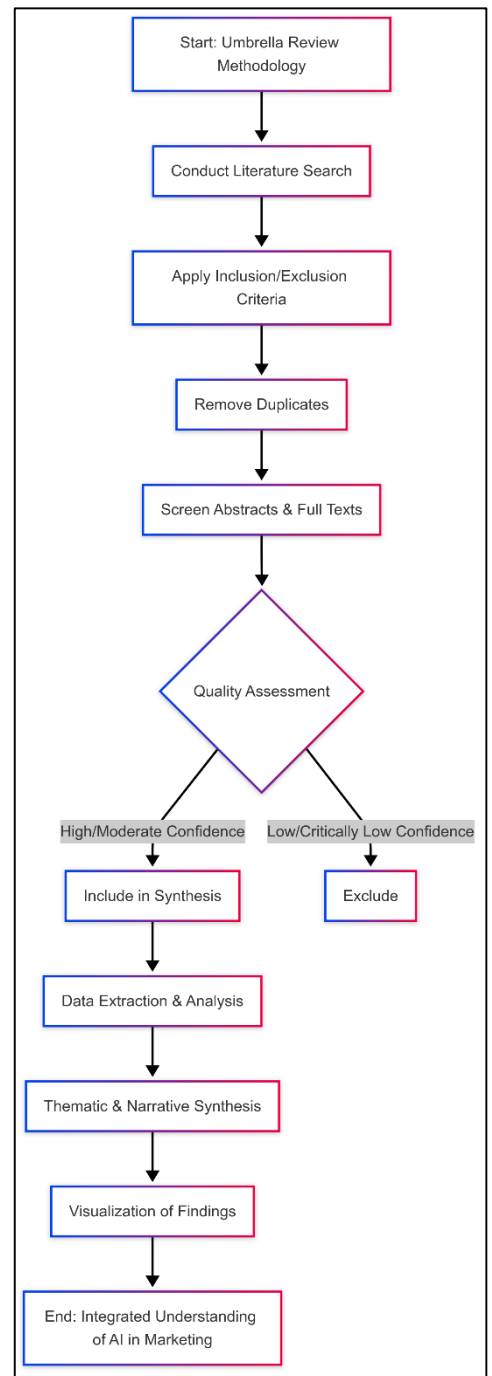 Start: Umbrella Review
Methodology
Conduct Literature Search
Apply Inclusion/Exclusion
Criteria
Remove Duplicates
Screen Abstracts & Full Texts
Quality Assessment
High/Moderate Confidence
Low/Critically Low Confidence
Include in Synthesis
Exclude
Data Extraction & Analysis
Thematic & Narrative Synthesis
Visualization of Findings
End: Integrated Understanding
of AI in Marketing